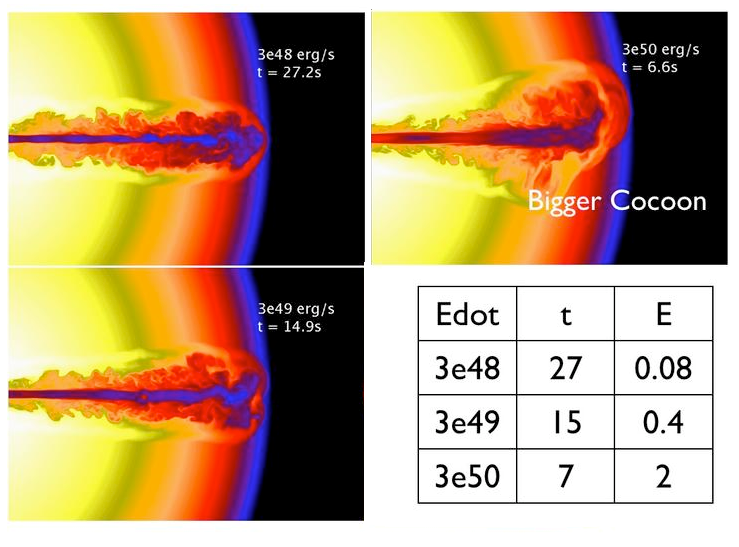 3e48 erg/s
t = 27.2s
3e50 erg/s
t = 6.6s
Bigger Cocoon
3e49 erg/s
t = 14.9s
Edot t E
3e48 27 0.08
3e49 15 0.4
3e50 7 2